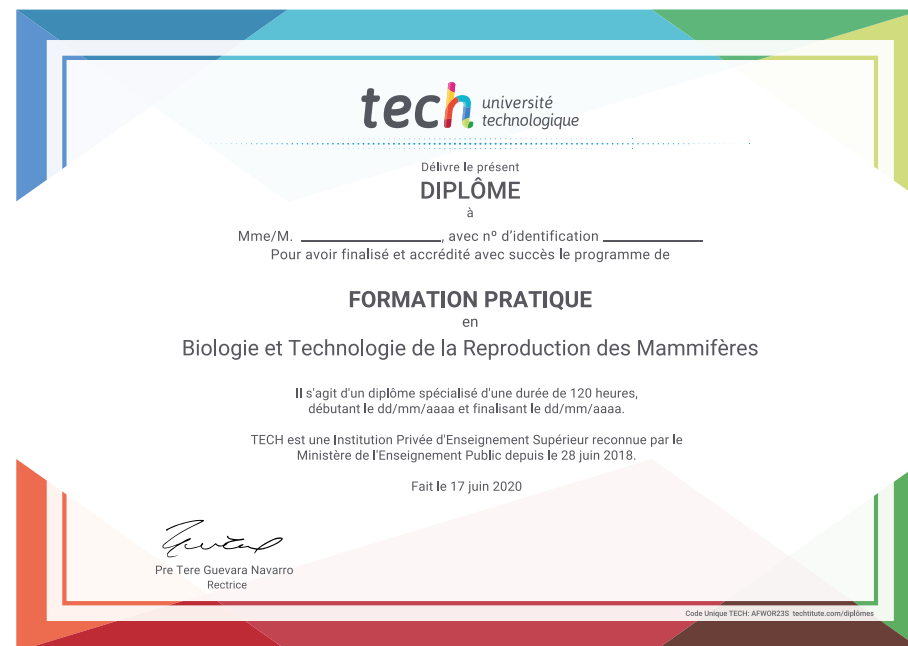 tech université
technologique
Délivre le présent
DIPLÔME
à
Mme/M. ____________________, avec nº d'identification ______________
Pour avoir finalisé et accrédité avec succès le programme de
FORMATION PRATIQUE
en
Biologie et Technologie de la Reproduction des Mammifères
Il s'agit d'un diplôme spécialisé d'une durée de 120 heures,
débutant le dd/mm/aaaa et finalisant le dd/mm/aaaa.
TECH est une Institution Privée d'Enseignement Supérieur reconnue par le
Ministère de l'Enseignement Public depuis le 28 juin 2018.
Fait le 17 juin 2020
Pre Tere Guevara Navarro
Rectrice
Code Unique TECH: AFWOR23S techtitute.com/diplômes